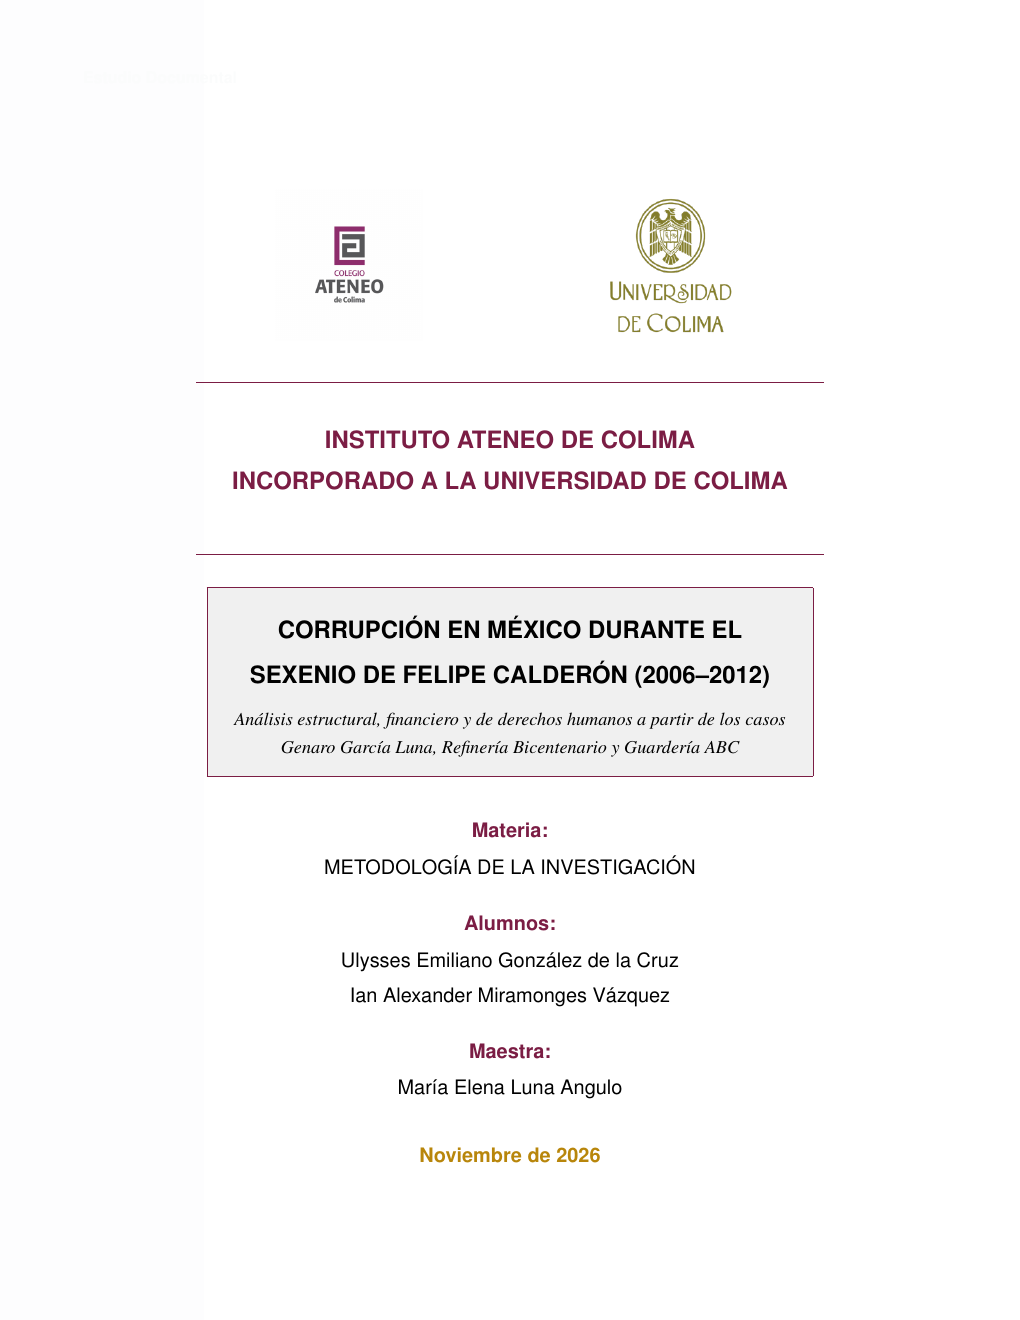 COLEGIO
ATENEO
de Colima
UNIVERSIDAD
DE COLIMA
INSTITUTO ATENEO DE COLIMA
INCORPORADO A LA UNIVERSIDAD DE COLIMA
CORRUPCIÓN EN MÉXICO DURANTE EL
SEXENIO DE FELIPE CALDERÓN (2006–2012)
Análisis estructural, financiero y de derechos humanos a partir de los casos
Genaro García Luna, Refinería Bicentenario y Guardería ABC
Materia:
METODOLOGÍA DE LA INVESTIGACIÓN
Alumnos:
Ulysses Emiliano González de la Cruz
Ian Alexander Miramonges Vázquez
Maestra:
María Elena Luna Angulo
Noviembre de 2026